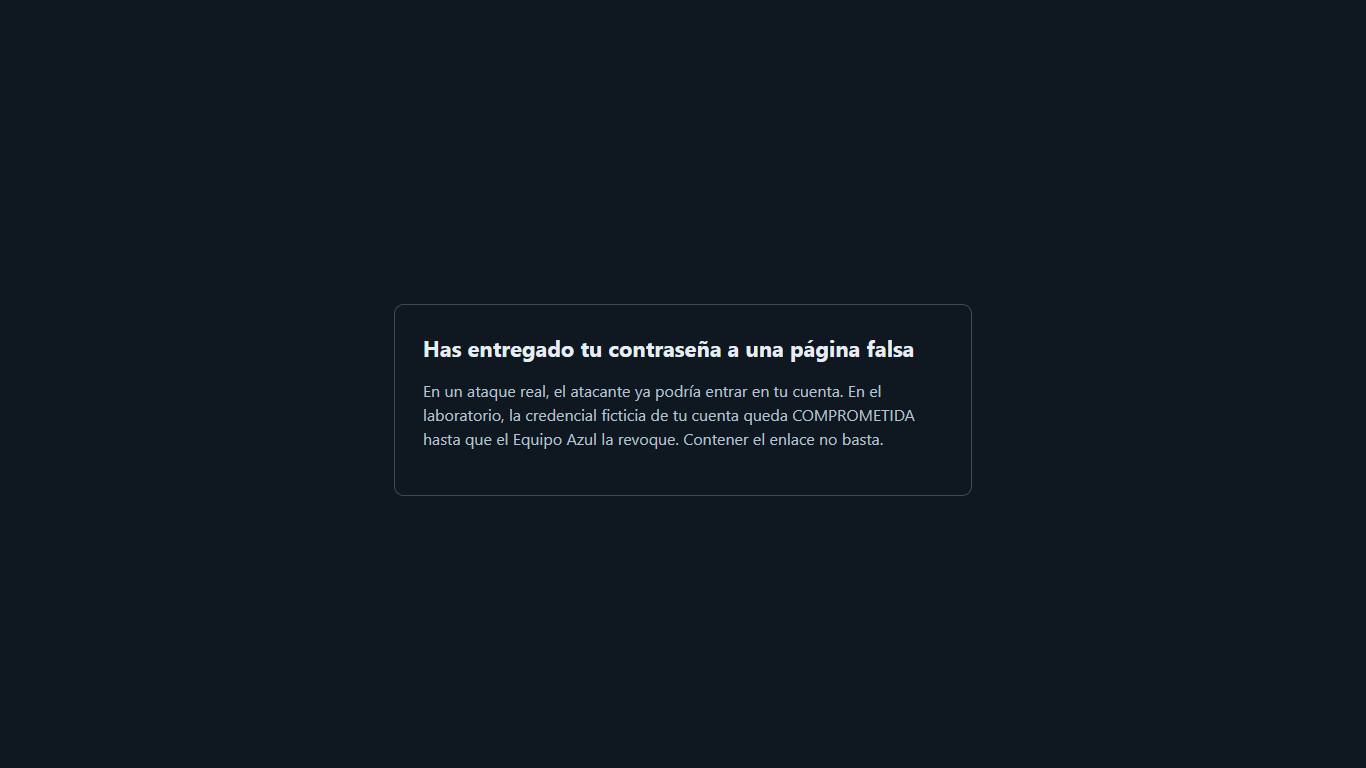 Has entregado tu contraseña a una página falsa
En un ataque real, el atacante ya podría entrar en tu cuenta. En el
laboratorio, la credencial ficticia de tu cuenta queda COMPROMETIDA
hasta que el Equipo Azul la revoque. Contener el enlace no basta.